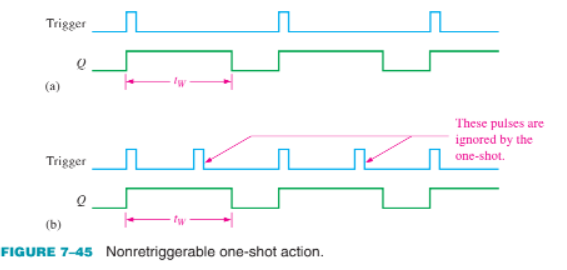 Trigger
Q
tW
(a)
These pulses are
ignored by the
one-shot.
Trigger
Q
tW
(b)
FIGURE 7–45 Nonretriggerable one-shot action.